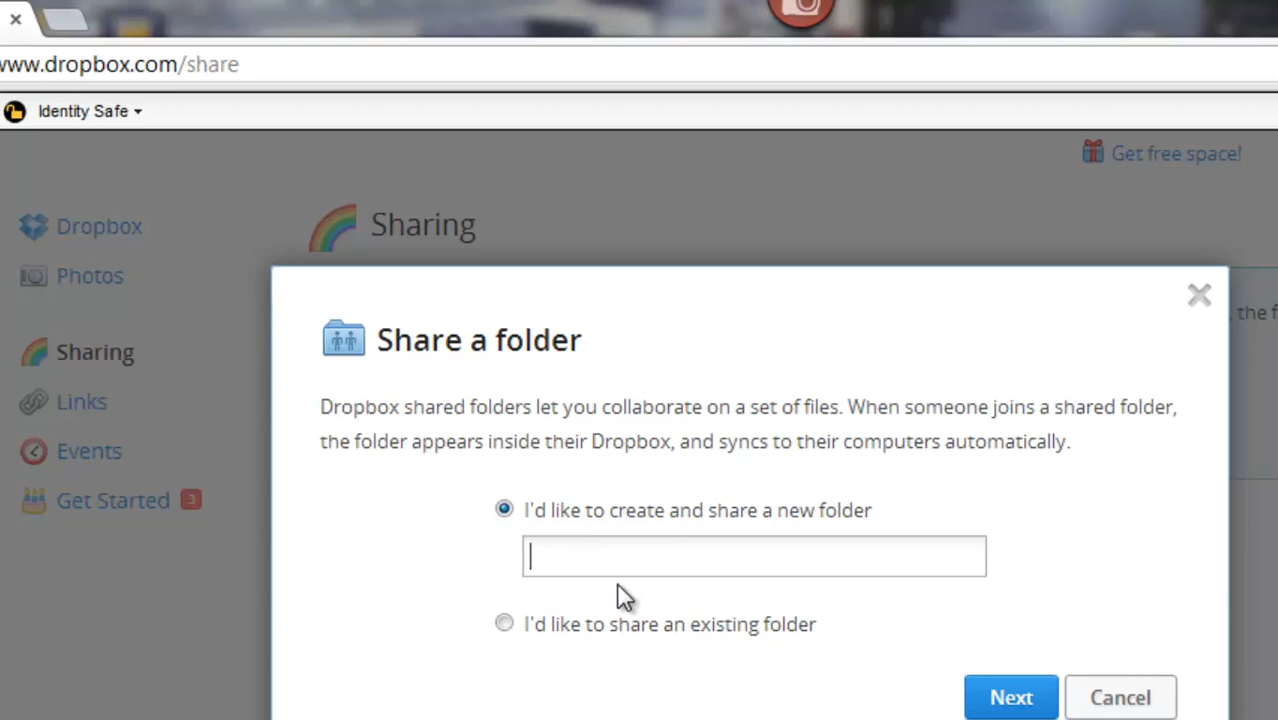 www.dropbox.com/share
Identity Safe
Get free space!
Dropbox
Sharing
Photos
Sharing
Links
Events
Get Started 3
, the f
Share a folder
Dropbox shared folders let you collaborate on a set of files. When someone joins a shared folder,
the folder appears inside their Dropbox, and syncs to their computers automatically.
I'd like to create and share a new folder
I'd like to share an existing folder
Next
Cancel